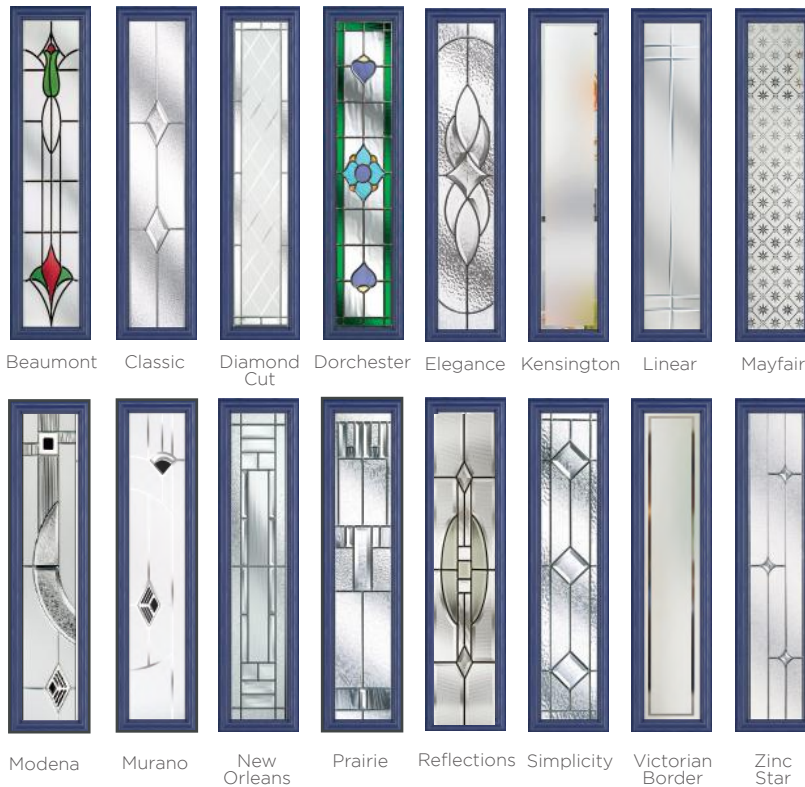 Beaumont
Classic
Diamond
Cut
Dorchester
Elegance
Kensington
Linear
Mayfair
Modena
Murano
New
Orleans
Prairie
Reflections
Simplicity
Victorian
Border
Zinc
Star